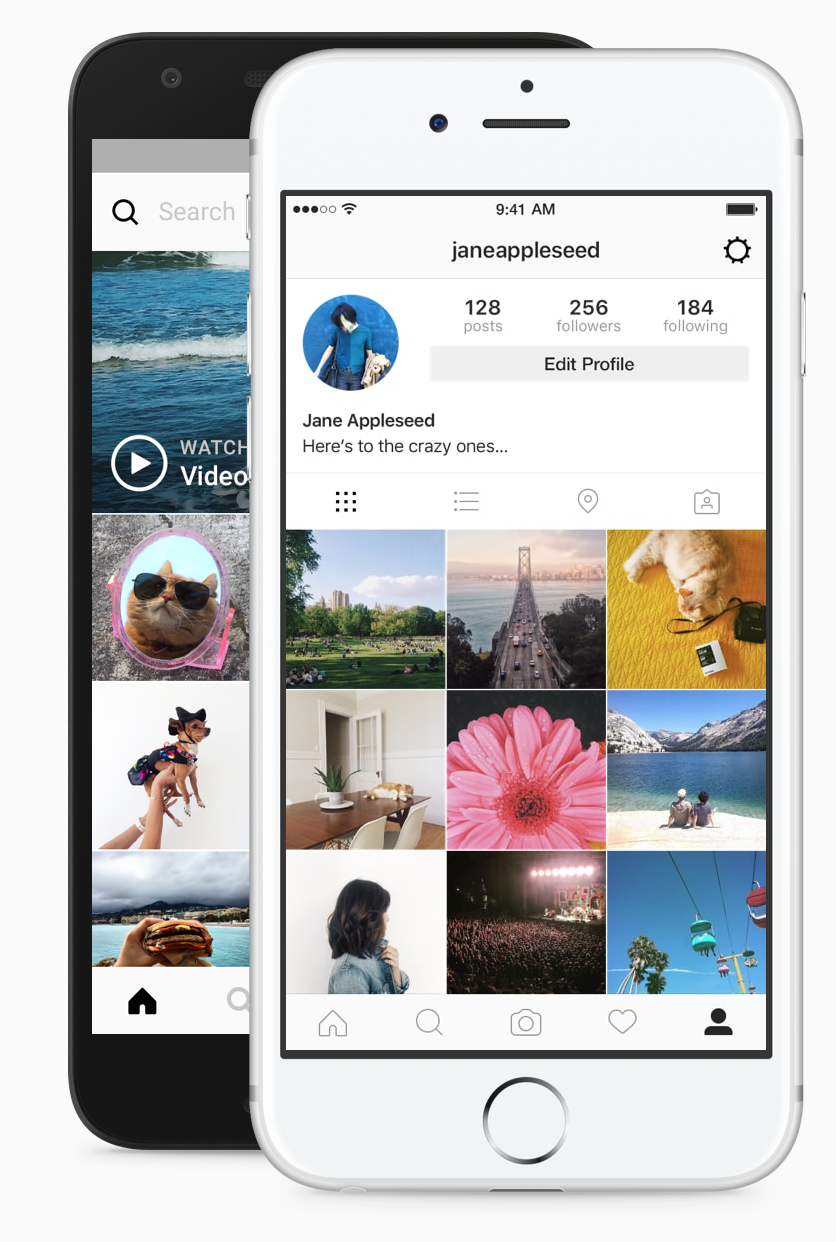 Search
WATCH
Video
9:41 AM
janeappleseed
128 256 184
posts followers following
Edit Profile
Jane Appleseed
Here's to the crazy ones...